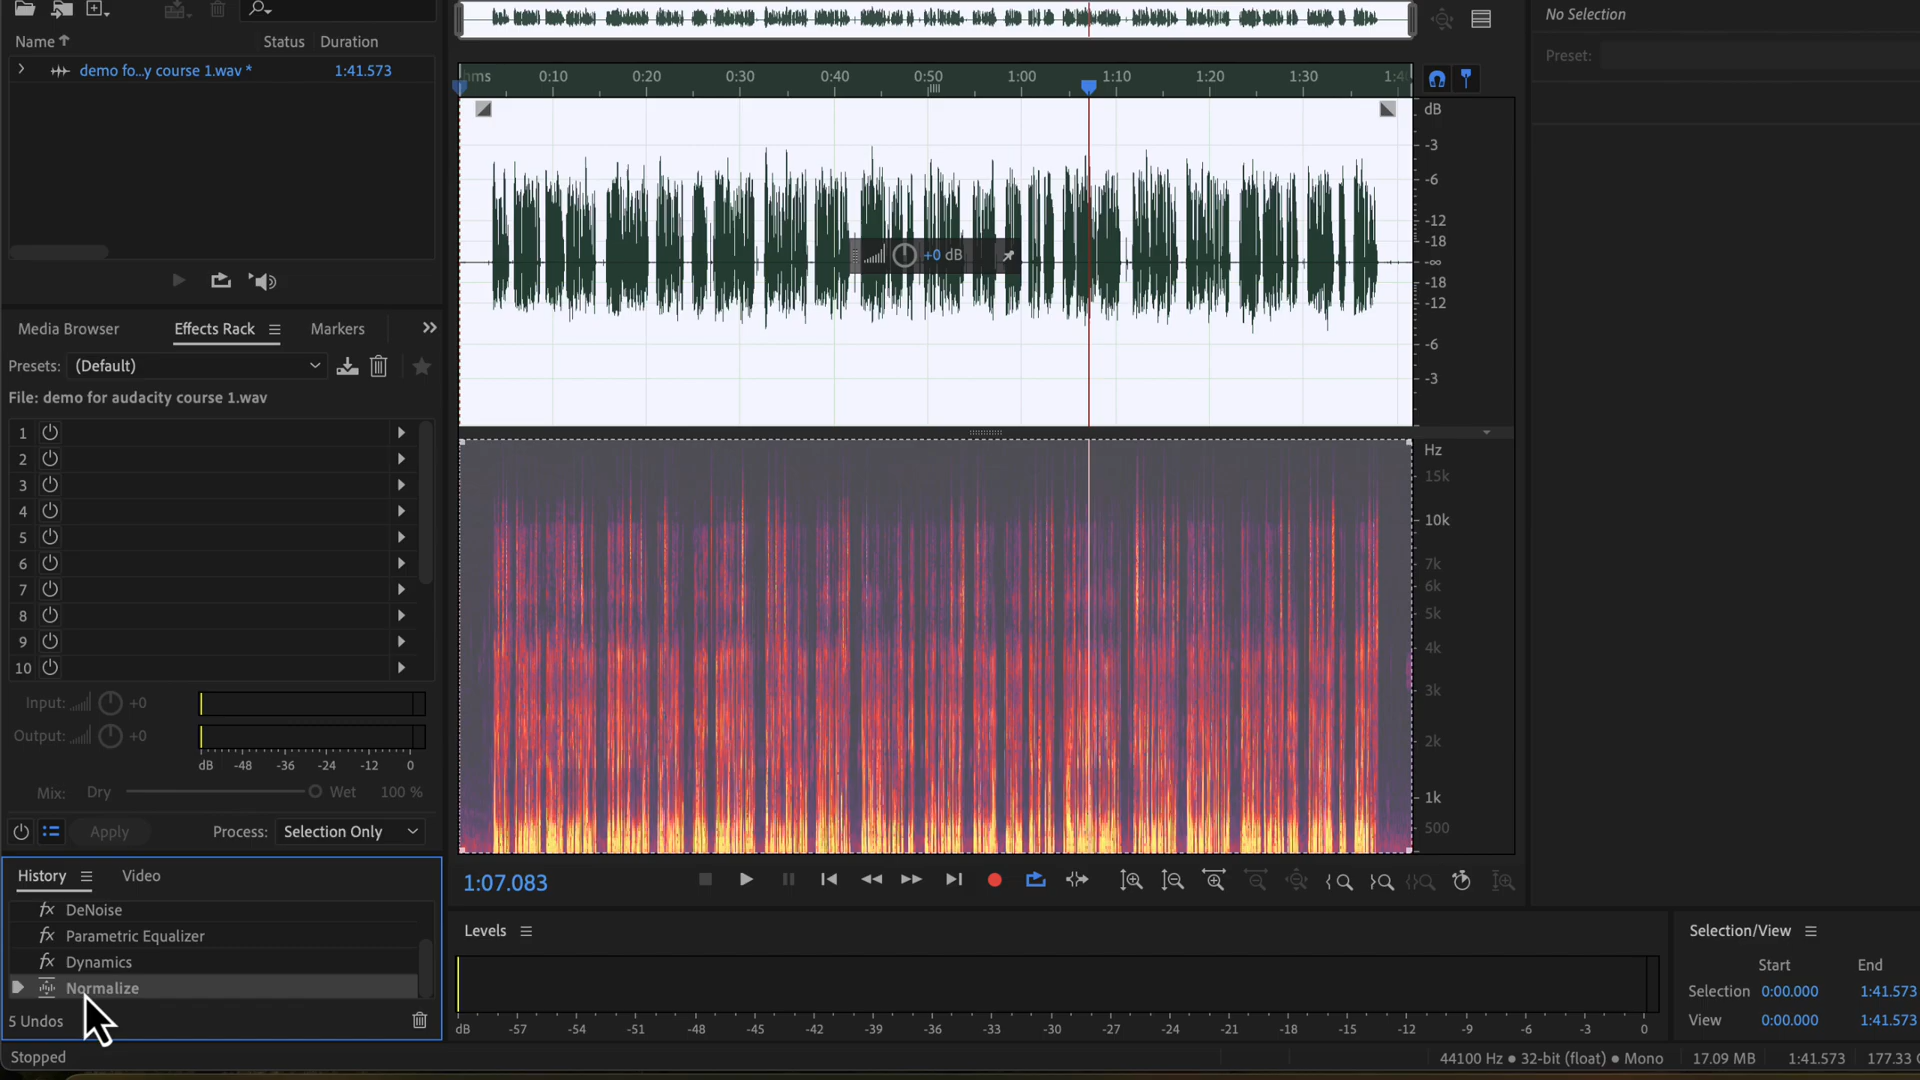 Name Status Duration
demo fo...y course 1.wav * 1:41.573
Media Browser Effects Rack Markers
Presets: (Default)
File: demo for audacity course 1.wav
1
2
3
4
5
6
7
8
9
10
Input: +0
Output: +0
dB -48 -36 -24 -12 0
Mix: Dry Wet 100 %
Apply Process: Selection Only
History Video
fx DeNoise
fx Parametric Equalizer
fx Dynamics
Normalize
5 Undos
Stopped
hms 0:10 0:20 0:30 0:40 0:50 1:00 1:10 1:20 1:30
dB
-3
-6
-12
-18
-∞
-18
-12
-6
-3
+0 dB
Hz
15k
10k
7k
6k
5k
4k
3k
2k
1k
500
1:07.083
Levels
dB -57 -54 -51 -48 -45 -42 -39 -36 -33 -30 -27 -24 -21 -18 -15 -12 -9 -6 -3 0
No Selection
Preset:
Selection/View
Start End
Selection 0:00.000 1:41.573
View 0:00.000 1:41.573
44100 Hz ● 32-bit (float) ● Mono 17.09 MB 1:41.573 177.33